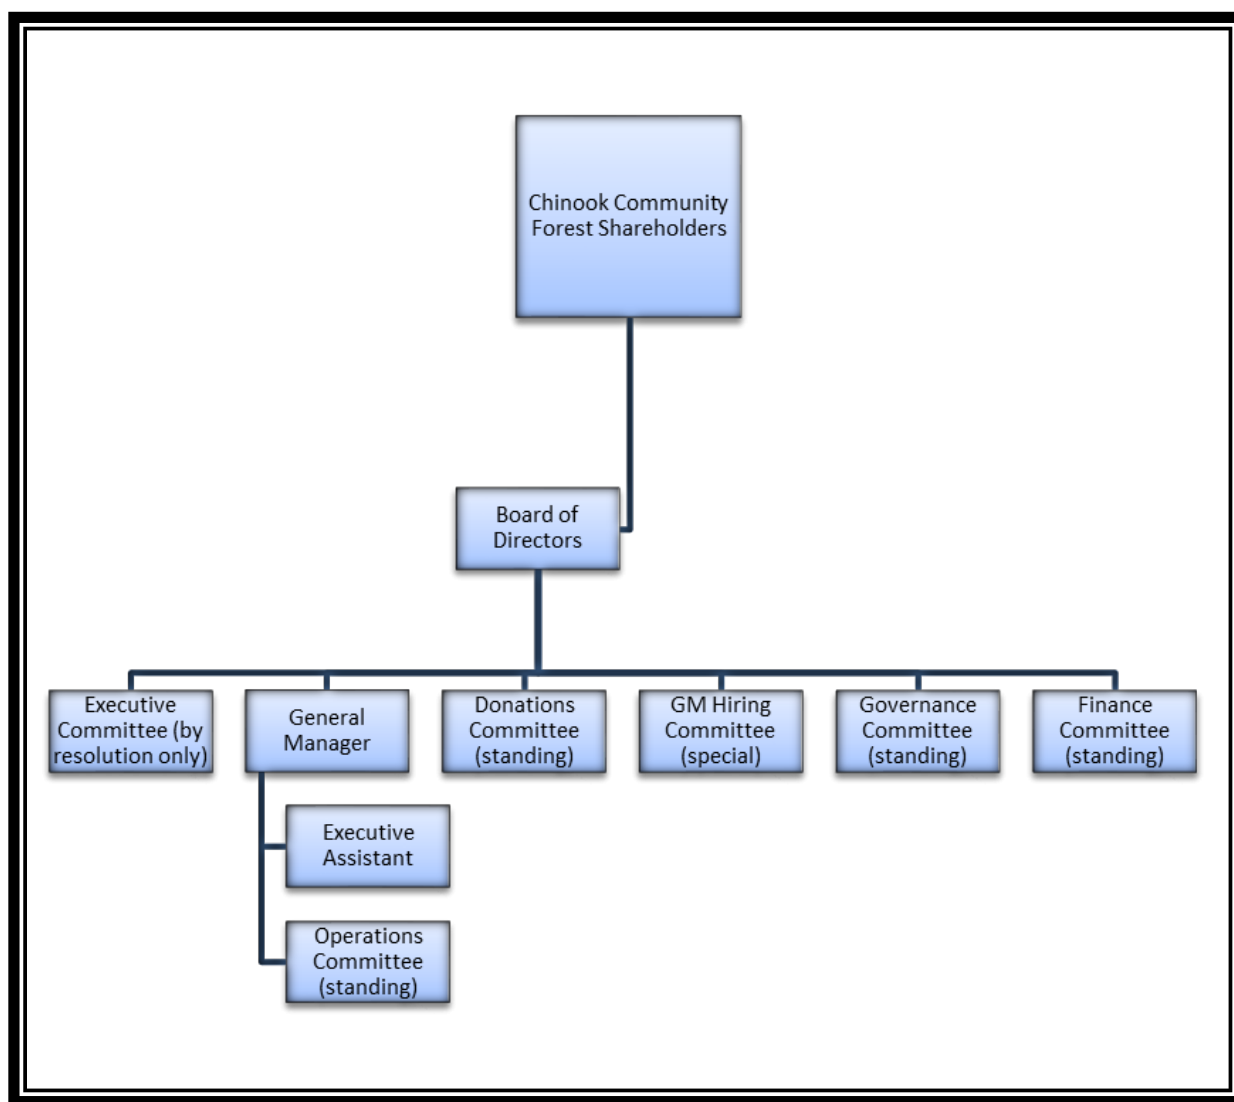 Chinook Community
Forest Shareholders
Board of
Directors
Executive
Committee (by
resolution only)
General
Manager
Donations
Committee
(standing)
GM Hiring
Committee
(special)
Governance
Committee
(standing)
Finance
Committee
(standing)
Executive
Assistant
Operations
Committee
(standing)